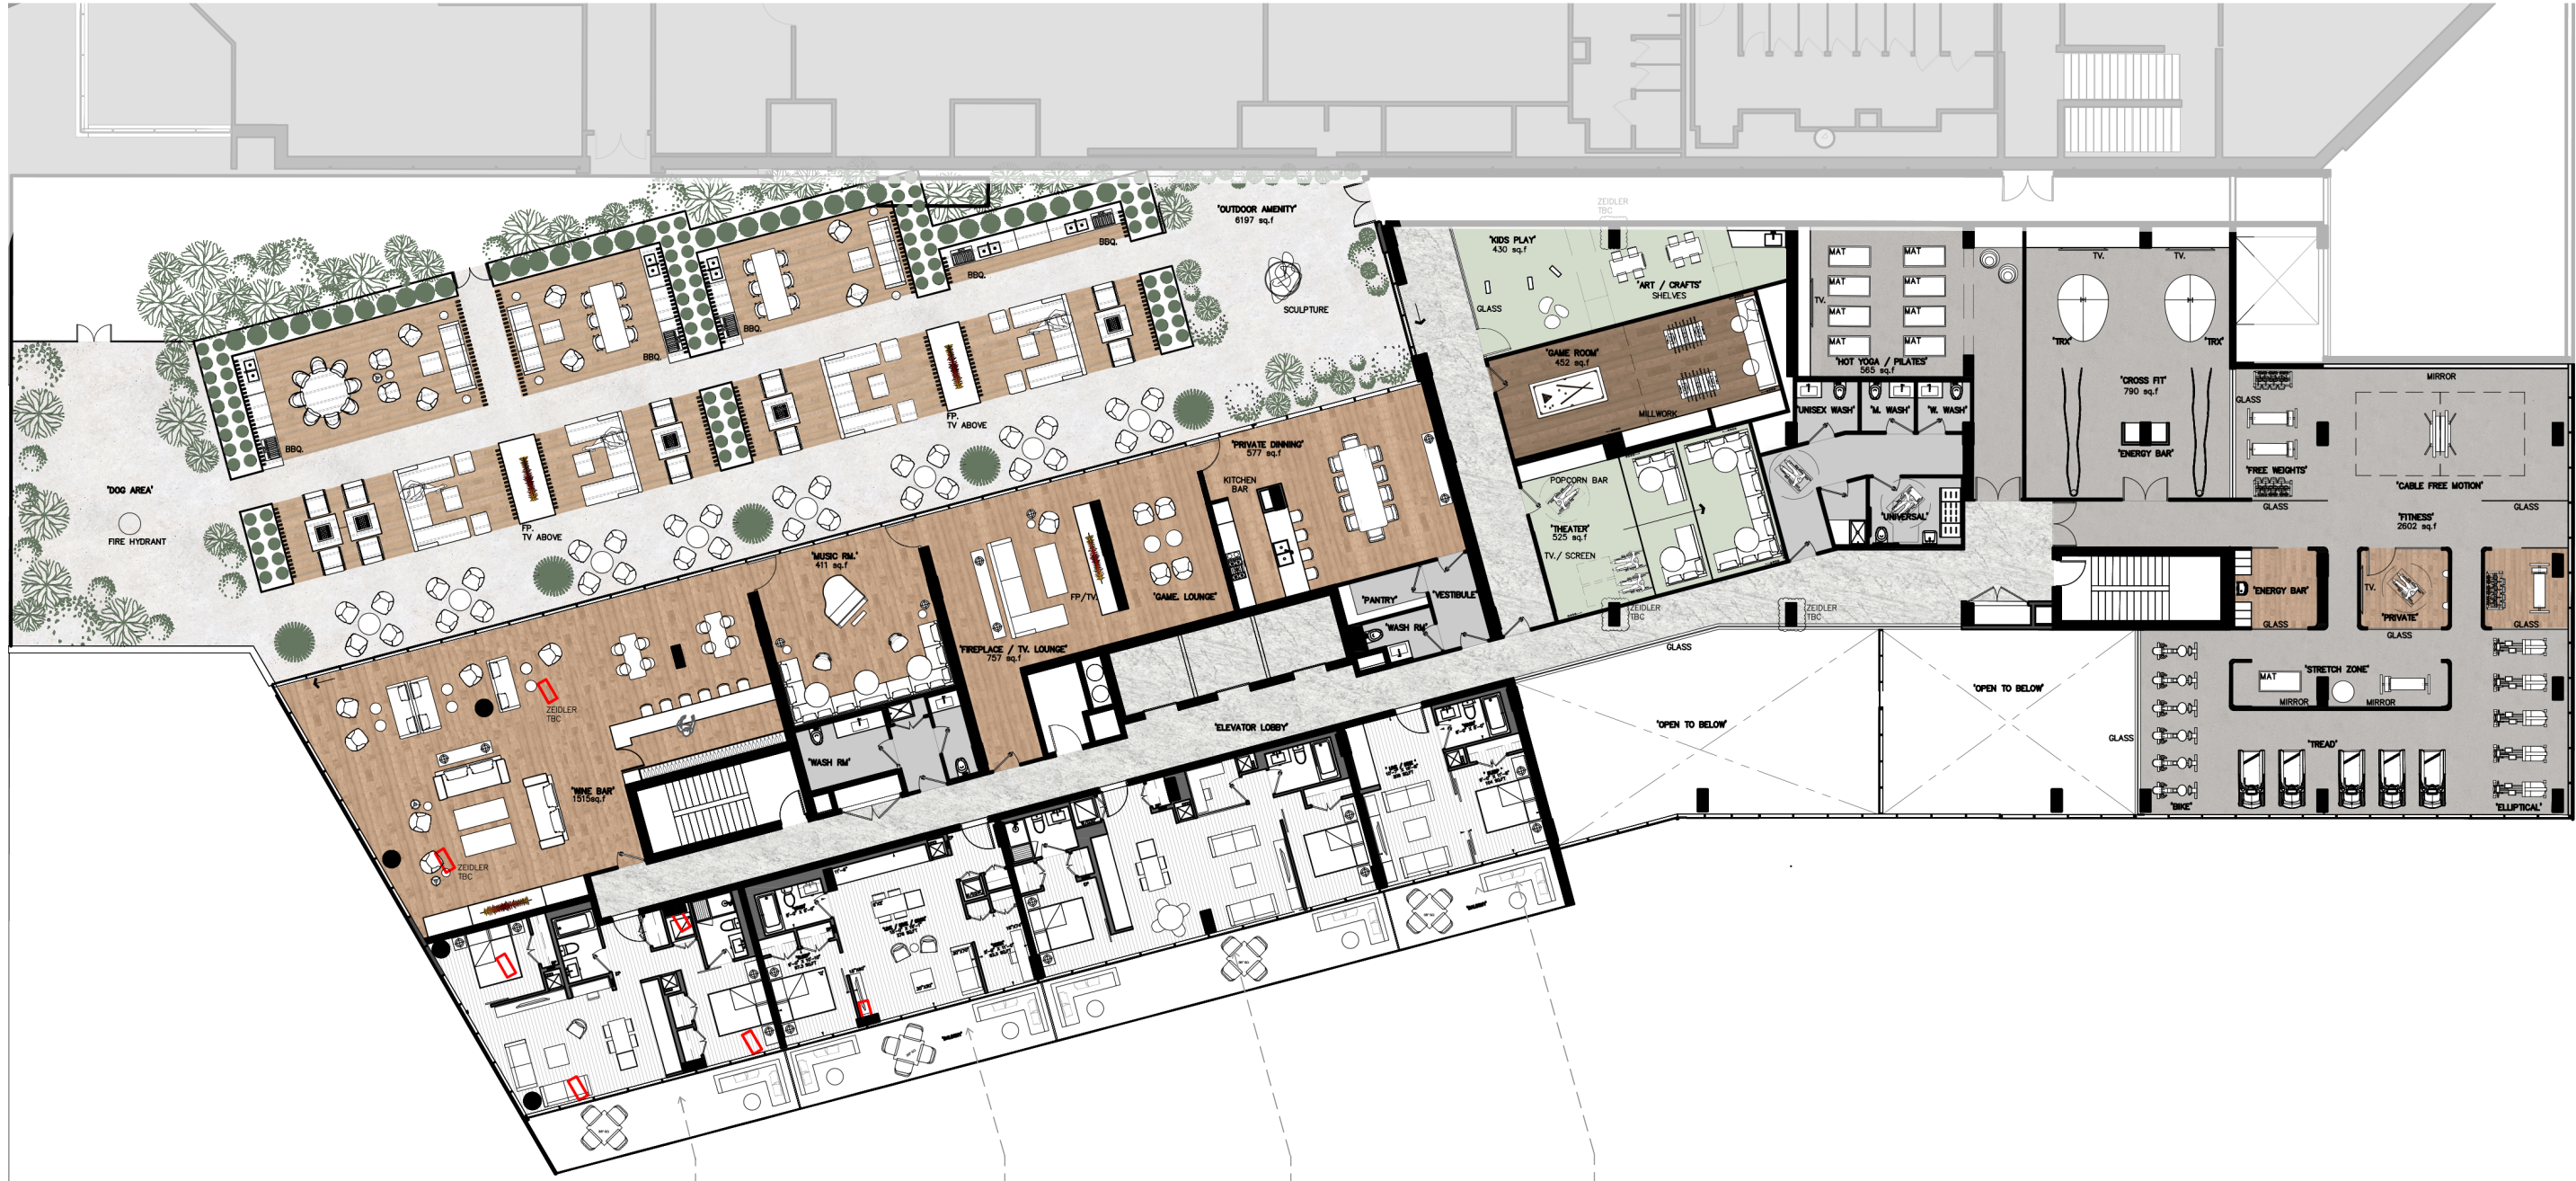 'OUTDOOR AMENITY'
6197 sq.f
ZEIDLER
TBC
'KIDS PLAY'
430 sq.f
'ART / CRAFTS'
SHELVES
GLASS
SCULPTURE
BBQ.
BBQ.
BBQ.
BBQ.
BBQ.
MAT
MAT
MAT
MAT
MAT
MAT
MAT
MAT
TV.
'HOT YOGA / PILATES'
565 sq.f
TV.
TV.
'TRX'
'TRX'
'CROSS FIT'
790 sq.f
'ENERGY BAR'
MIRROR
GLASS
'FREE WEIGHTS'
'CABLE FREE MOTION'
GLASS
GLASS
'FITNESS'
2602 sq.f
'GAME ROOM'
452 sq.f
MILLWORK
'UNISEX WASH'
'M. WASH'
'W. WASH'
'UNIVERSAL'
POPCORN BAR
'THEATER'
525 sq.f
TV./ SCREEN
ZEIDLER
TBC
ZEIDLER
TBC
FP.
TV ABOVE
FP.
TV ABOVE
'DOG AREA'
FIRE HYDRANT
'PRIVATE DINNING'
577 sq.f
KITCHEN
BAR
'MUSIC RM.'
411 sq.f
FP/TV.
'GAME. LOUNGE'
'FIREPLACE / TV. LOUNGE'
757 sq.f
'PANTRY'
'VESTIBULE'
'WASH RM'
'ENERGY BAR'
GLASS
TV.
'PRIVATE'
GLASS
GLASS
GLASS
'STRETCH ZONE'
MAT
MIRROR
MIRROR
'OPEN TO BELOW'
'OPEN TO BELOW'
GLASS
'TREAD'
'BIKE'
'ELLIPTICAL'
'ELEVATOR LOBBY'
ZEIDLER
TBC
'WASH RM'
'WINE BAR'
1515sq.f
ZEIDLER
TBC